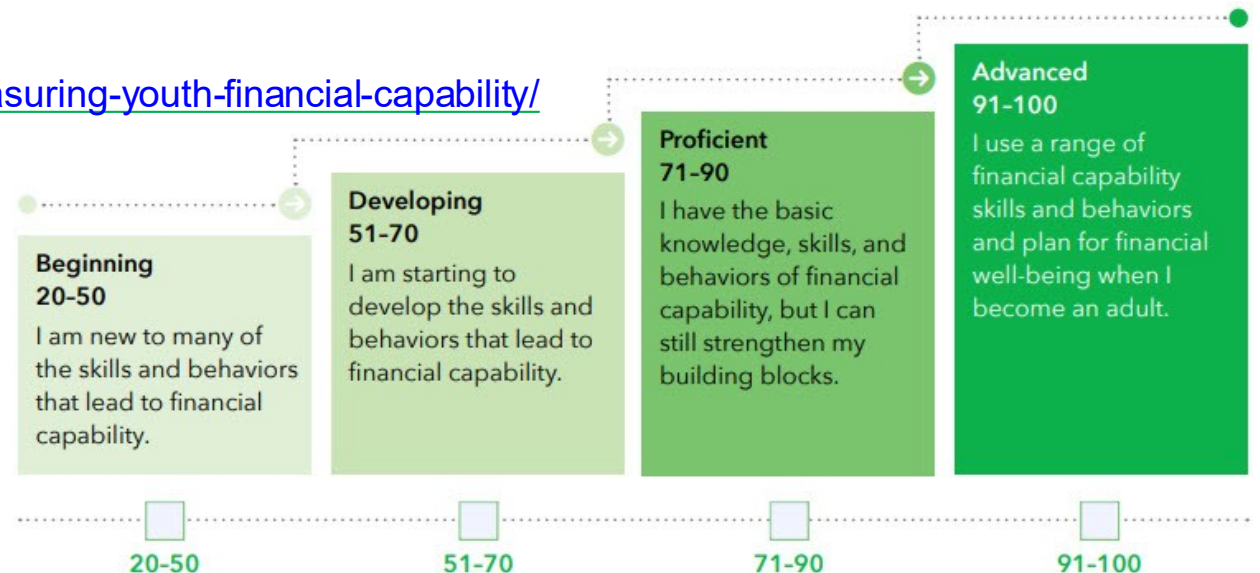 asuring-youth-financial-capability/
Beginning
20–50
I am new to many of
the skills and behaviors
that lead to financial
capability.
Developing
51–70
I am starting to
develop the skills and
behaviors that lead to
financial capability.
Proficient
71–90
I have the basic
knowledge, skills, and
behaviors of financial
capability, but I can
still strengthen my
building blocks.
Advanced
91–100
I use a range of
financial capability
skills and behaviors
and plan for financial
well-being when I
become an adult.
20–50
51–70
71–90
91–100